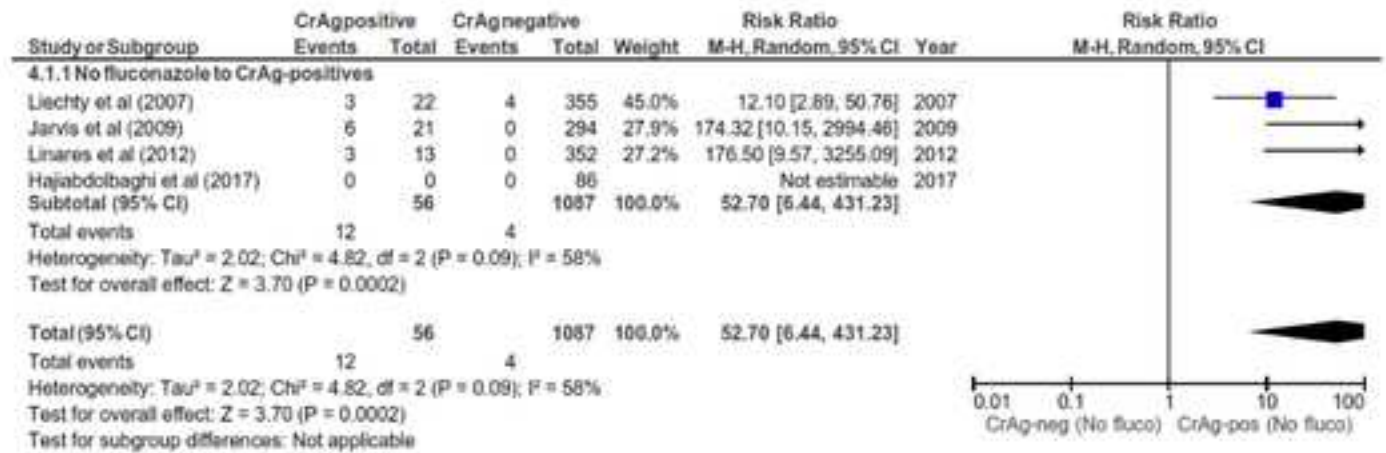 CrAgpositive CrAgnegative Risk Ratio Risk Ratio
Study or Subgroup Events Total Events Total Weight M-H, Random, 95% CI Year M-H, Random, 95% CI
4.1.1 No fluconazole to CrAg-positives
Liechty et al (2007) 3 22 4 355 45.0% 12.10 [2.89, 50.76] 2007
Jarvis et al (2009) 6 21 0 294 27.9% 174.32 [10.15, 2994.46] 2009
Linares et al (2012) 3 13 0 352 27.2% 176.50 [9.57, 3255.09] 2012
Hajiabdolbaghi et al (2017) 0 0 0 86 Not estimable 2017
Subtotal (95% CI) 56 1087 100.0% 52.70 [6.44, 431.23]
Total events 12 4
Heterogeneity: Tau² = 2.02; Chi² = 4.82, df = 2 (P = 0.09); I² = 58%
Test for overall effect: Z = 3.70 (P = 0.0002)
Total (95% CI) 56 1087 100.0% 52.70 [6.44, 431.23]
Total events 12 4
Heterogeneity: Tau² = 2.02; Chi² = 4.82, df = 2 (P = 0.09); I² = 58%
Test for overall effect: Z = 3.70 (P = 0.0002)
Test for subgroup differences: Not applicable
0.01 0.1 1 10 100
CrAg-neg (No fluco) CrAg-pos (No fluco)